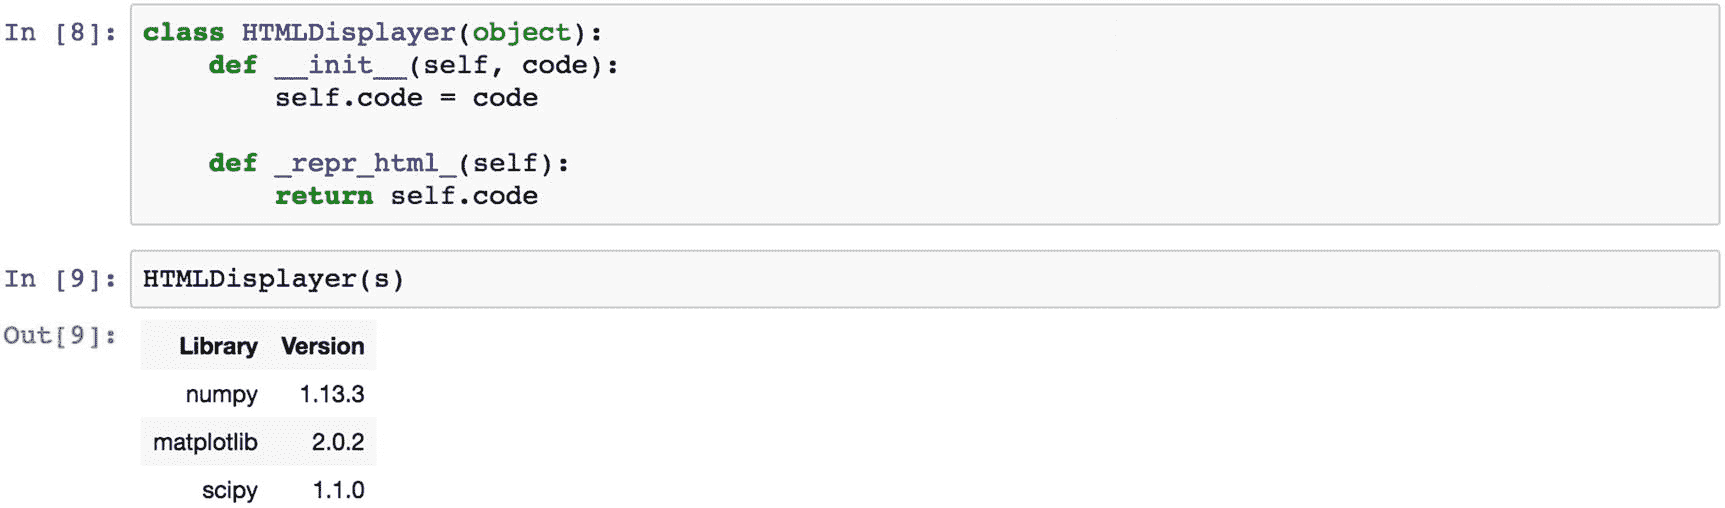 In [8]: class HTMLDisplayer(object):
    def __init__(self, code):
        self.code = code
    def _repr_html_(self):
        return self.code
In [9]: HTMLDisplayer(s)
Out[9]:
Library Version
numpy 1.13.3
matplotlib 2.0.2
scipy 1.1.0